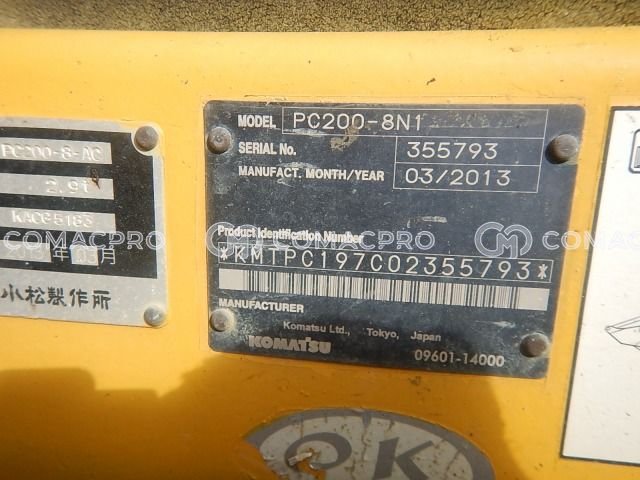 PC200-8-AC
2.91
KACG5183
年 03月
小松製作所
MODEL PC200-8N1
SERIAL No. 355793
MANUFACT. MONTH/YEAR 03/2013
Product Identification Number
*KMTPC197C02355793*
MANUFACTURER
Komatsu Ltd., Tokyo, Japan
KOMATSU 09601-14000
OK
COMACPRO COMACPRO COMACPRO